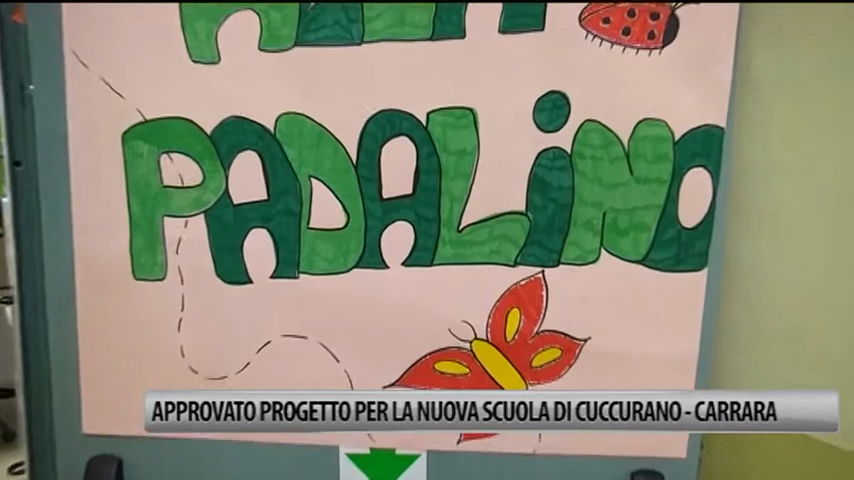 PADALiNO
APPROVATO PROGETTO PER LA NUOVA SCUOLA DI CUCCURANO - CARRARA